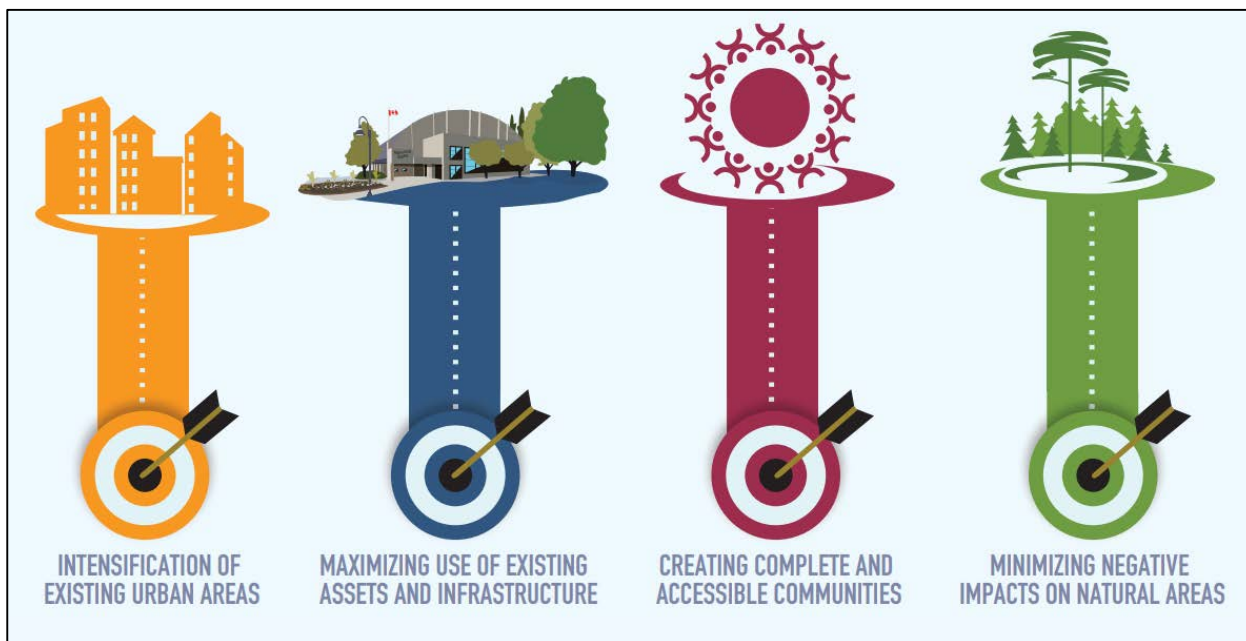 INTENSIFICATION OF
EXISTING URBAN AREAS
MAXIMIZING USE OF EXISTING
ASSETS AND INFRASTRUCTURE
CREATING COMPLETE AND
ACCESSIBLE COMMUNITIES
MINIMIZING NEGATIVE
IMPACTS ON NATURAL AREAS